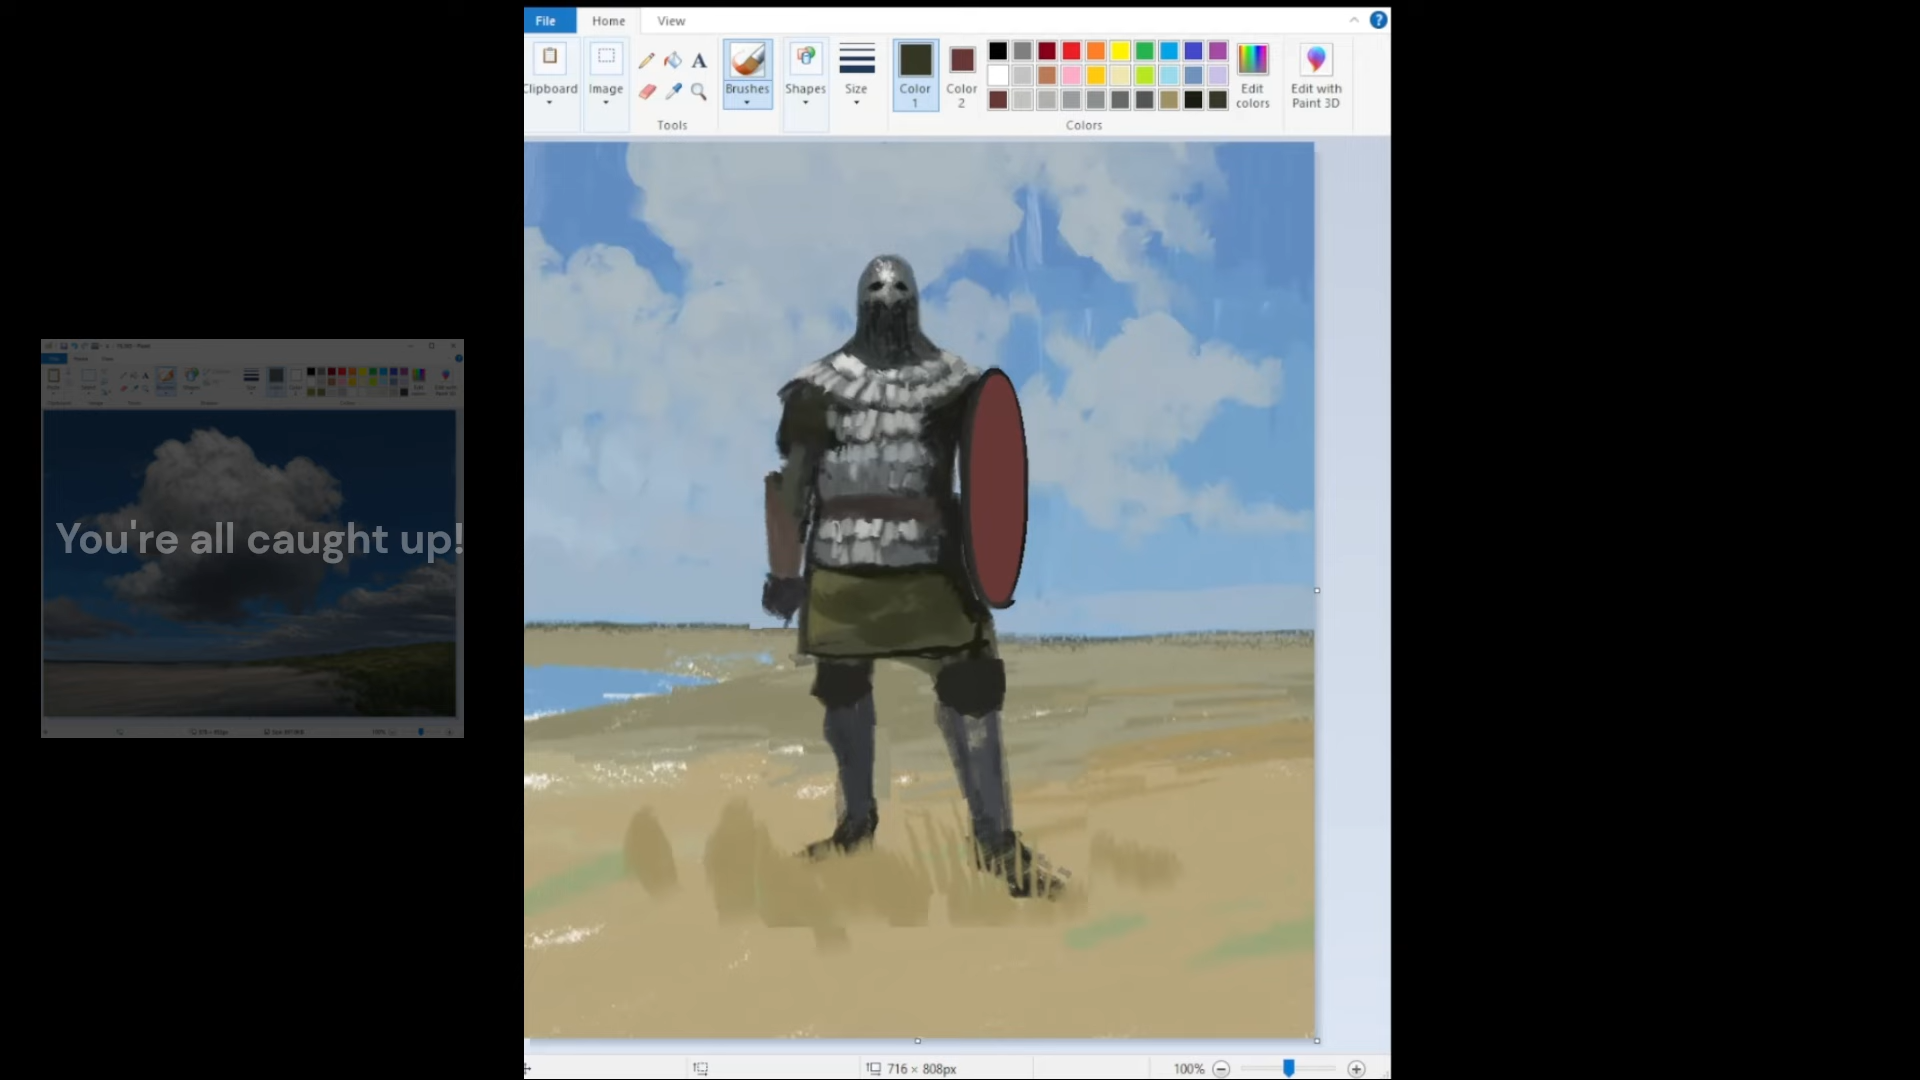 You're all caught up!
File Home View
Clipboard Image Brushes Shapes Size Color 1 Color 2 Edit colors Edit with Paint 3D
Tools Colors
716 × 808px 100%